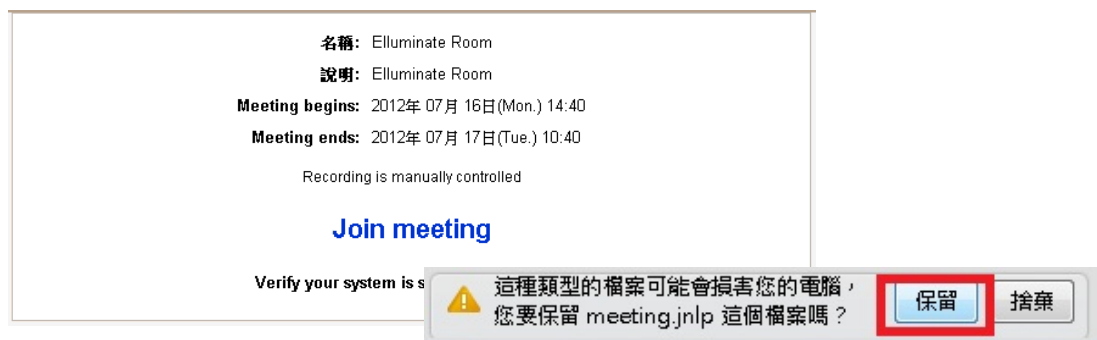 名稱: Elluminate Room
說明: Elluminate Room
Meeting begins: 2012年 07月 16日(Mon.) 14:40
Meeting ends: 2012年 07月 17日(Tue.) 10:40
Recording is manually controlled
Join meeting
Verify your system is s
這種類型的檔案可能會損害您的電腦，
您要保留 meeting.jnlp 這個檔案嗎？
保留
捨棄